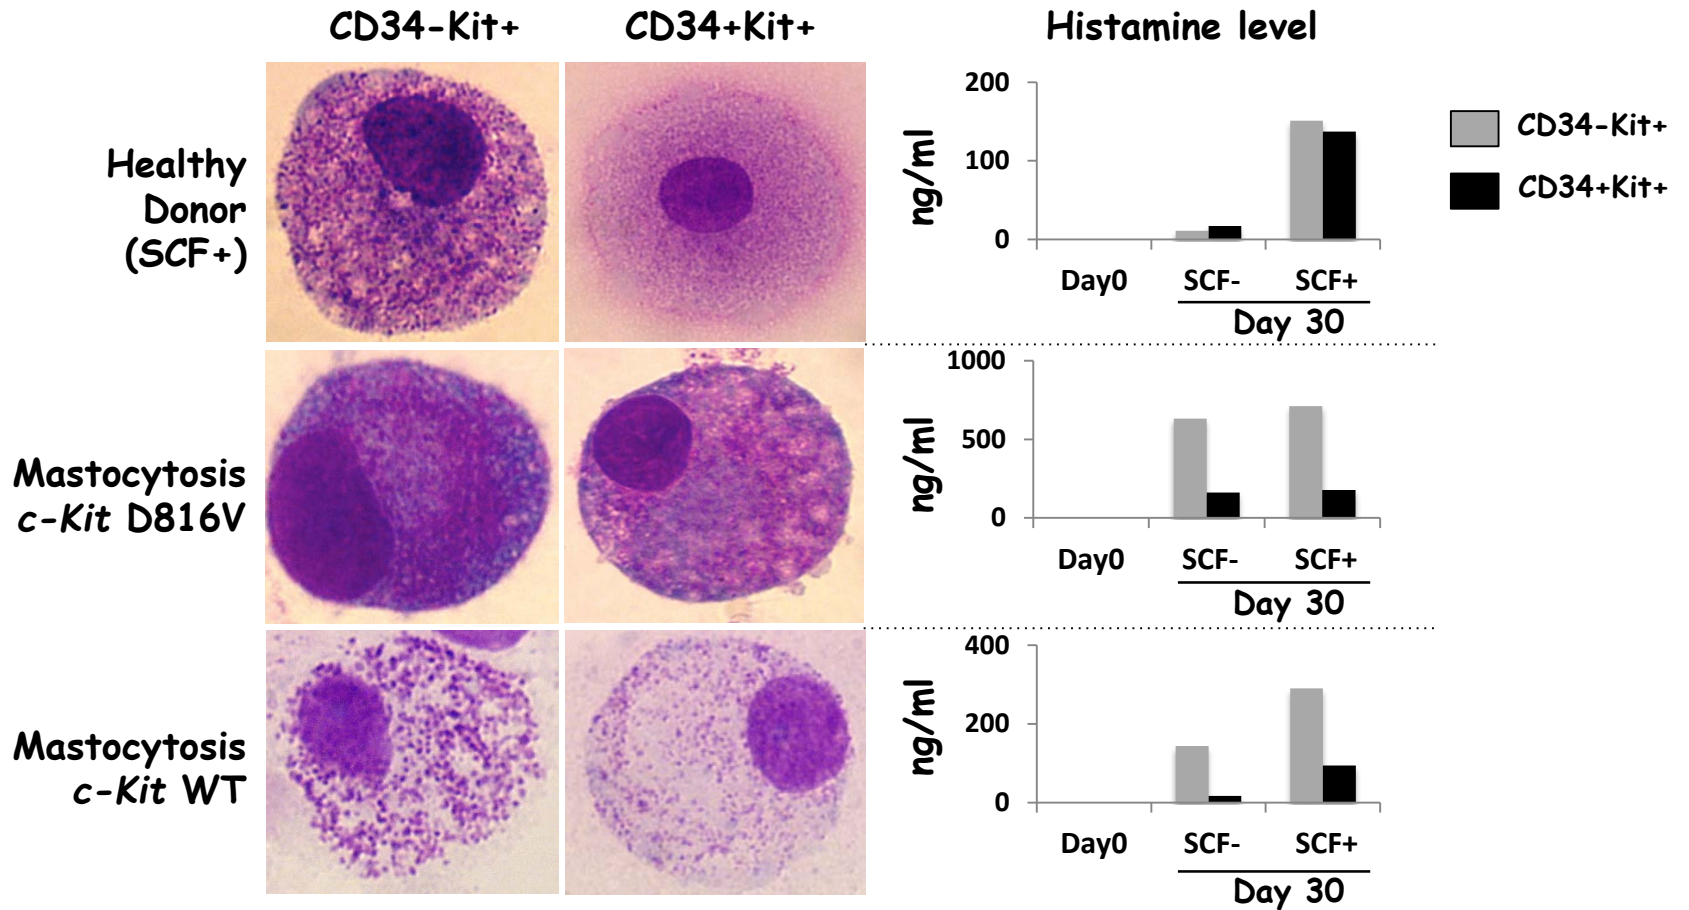 CD34-Kit+
CD34+Kit+
Histamine level
Healthy
Donor
(SCF+)
ng/ml
200
100
0
Day0
SCF-
SCF+
Day 30
CD34-Kit+
CD34+Kit+
Mastocytosis
c-Kit D816V
ng/ml
1000
500
0
Day0
SCF-
SCF+
Day 30
Mastocytosis
c-Kit WT
ng/ml
400
200
0
Day0
SCF-
SCF+
Day 30